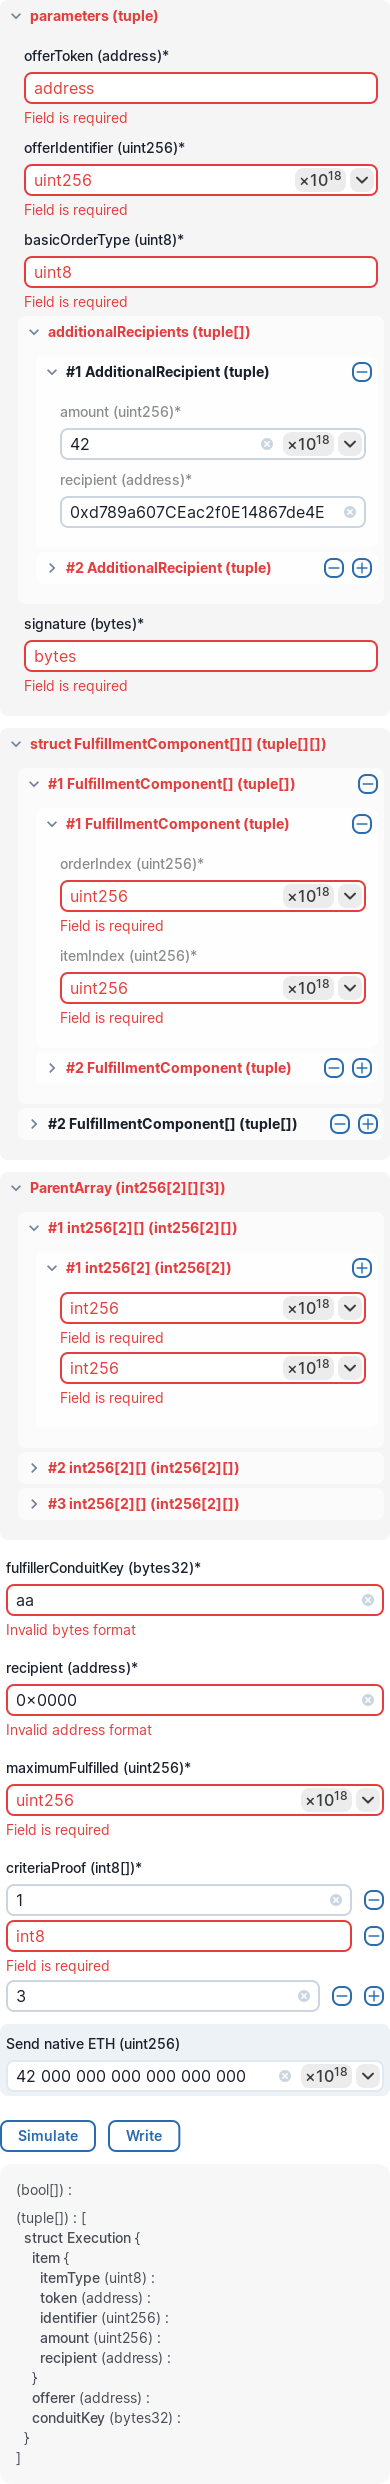 parameters (tuple)
offerToken (address)*
address
Field is required
offerIdentifier (uint256)*
uint256 ×10^18
Field is required
basicOrderType (uint8)*
uint8
Field is required
additionalRecipients (tuple[])
#1 AdditionalRecipient (tuple)
amount (uint256)*
42 ×10^18
recipient (address)*
0xd789a607CEac2f0E14867de4E
#2 AdditionalRecipient (tuple)
signature (bytes)*
bytes
Field is required
struct FulfillmentComponent[][] (tuple[][])
#1 FulfillmentComponent[] (tuple[])
#1 FulfillmentComponent (tuple)
orderIndex (uint256)*
uint256 ×10^18
Field is required
itemIndex (uint256)*
uint256 ×10^18
Field is required
#2 FulfillmentComponent (tuple)
#2 FulfillmentComponent[] (tuple[])
ParentArray (int256[2][][3])
#1 int256[2][] (int256[2][])
#1 int256[2] (int256[2])
int256 ×10^18
Field is required
int256 ×10^18
Field is required
#2 int256[2][] (int256[2][])
#3 int256[2][] (int256[2][])
fulfillerConduitKey (bytes32)*
aa
Invalid bytes format
recipient (address)*
0×0000
Invalid address format
maximumFulfilled (uint256)*
uint256 ×10^18
Field is required
criteriaProof (int8[])*
1
int8
Field is required
3
Send native ETH (uint256)
42 000 000 000 000 000 000 ×10^18
Simulate Write
(bool[]) :
(tuple[]) : [
struct Execution {
item {
itemType (uint8) :
token (address) :
identifier (uint256) :
amount (uint256) :
recipient (address) :
}
offerer (address) :
conduitKey (bytes32) :
}
]